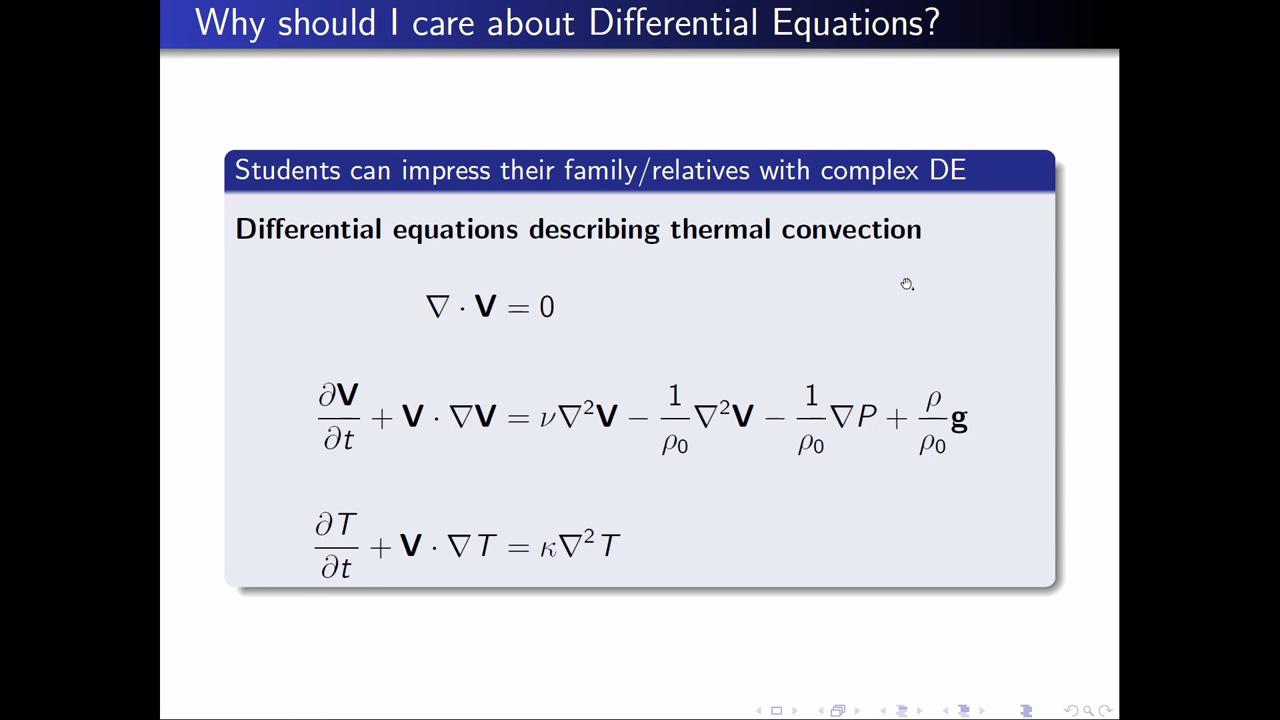 Why should I care about Differential Equations?
Students can impress their family/relatives with complex DE
Differential equations describing thermal convection
∇ · V = 0
∂V/∂t + V · ∇V = ν∇²V − 1/ρ₀ ∇²V − 1/ρ₀ ∇P + ρ/ρ₀ g
∂T/∂t + V · ∇T = κ∇²T